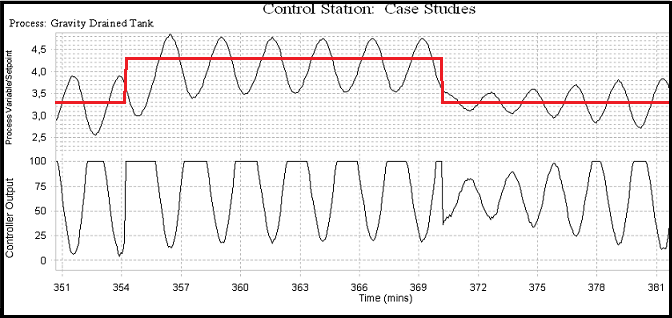 Control Station: Case Studies
Process: Gravity Drained Tank
Process Variable/Setpoint
4,5
4,0
3,5
3,0
2,5
Controller Output
100
75
50
25
0
351 354 357 360 363 366 369 372 375 378 381
Time (mins)